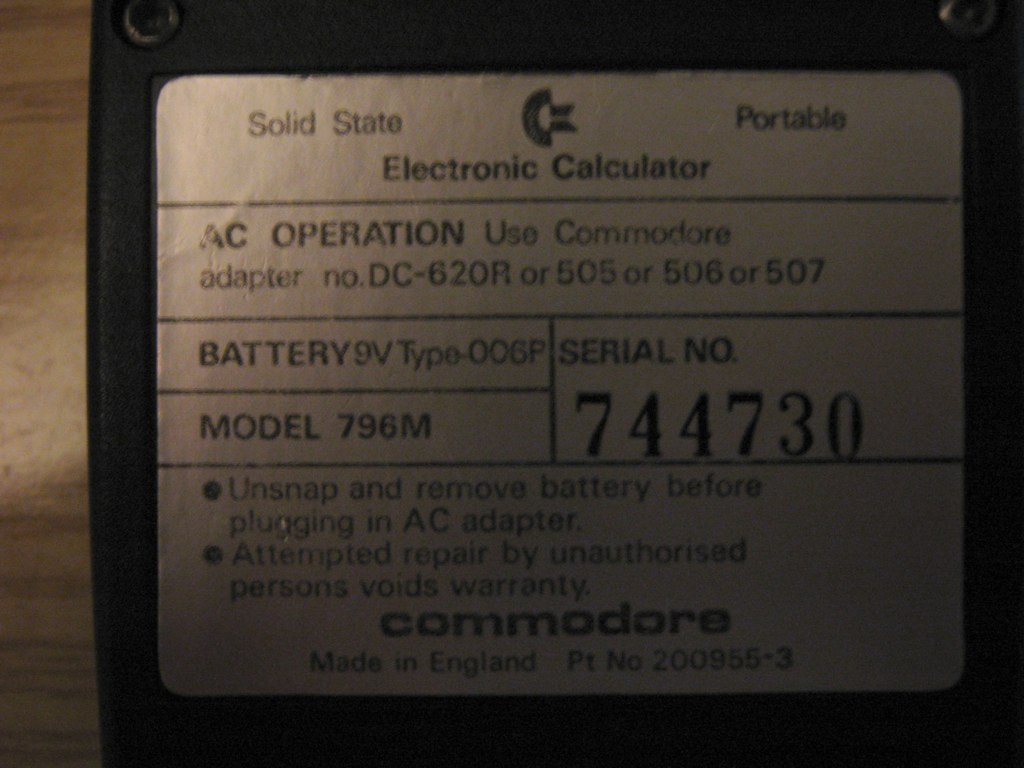 Solid State Portable
Electronic Calculator
AC OPERATION Use Commodore
adapter no. DC-620R or 505 or 506 or 507
BATTERY 9V Type-006P
SERIAL NO.
MODEL 796M
744730
● Unsnap and remove battery before
plugging in AC adapter.
● Attempted repair by unauthorised
persons voids warranty.
commodore
Made in England Pt No 200955-3